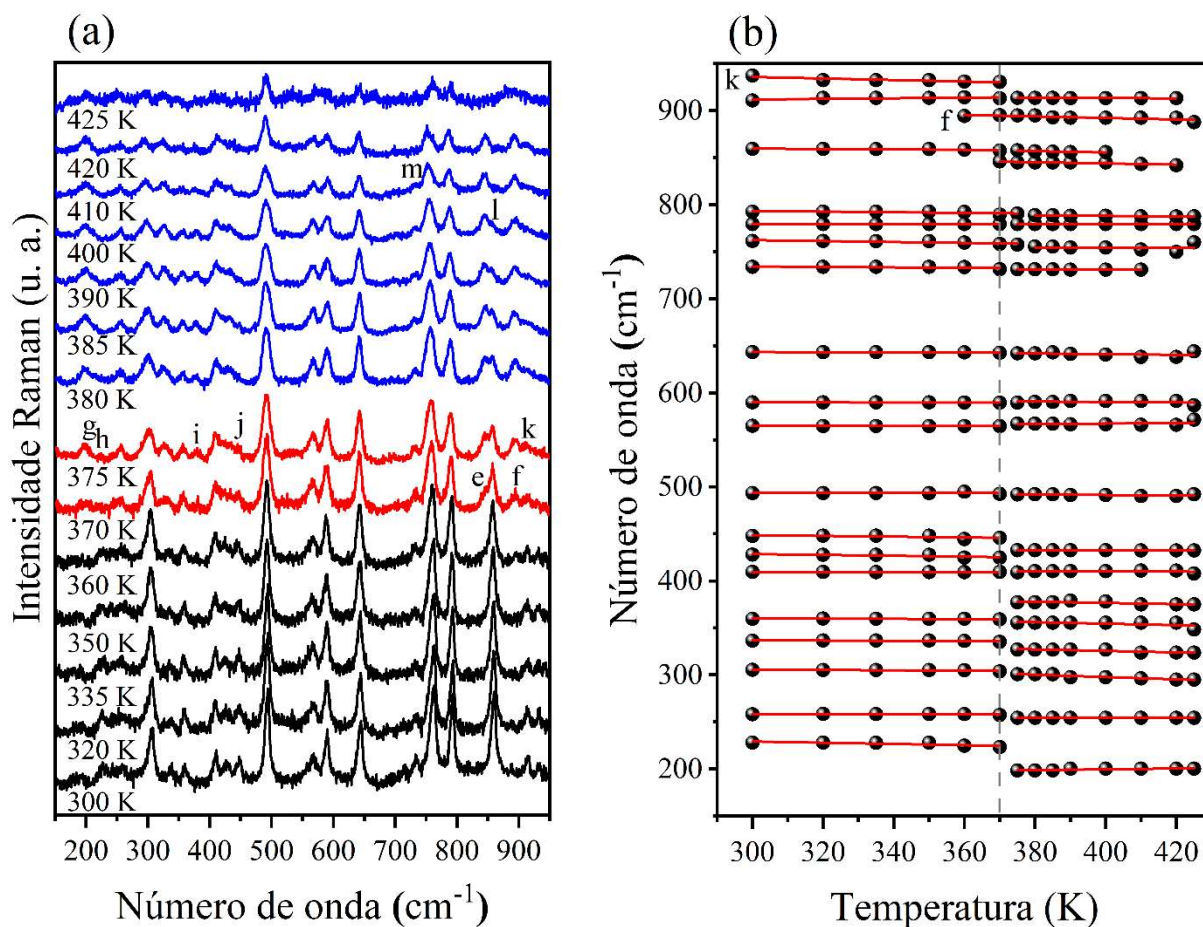 (a)
425 K
420 K
m
410 K
l
400 K
390 K
385 K
380 K
g h i j k
375 K
e f
370 K
360 K
350 K
335 K
320 K
300 K
200 300 400 500 600 700 800 900
Número de onda (cm-1)
Intensidade Raman (u. a.)
(b)
k
f
900
800
700
600
500
400
300
200
300 320 340 360 380 400 420
Temperatura (K)
Número de onda (cm-1)